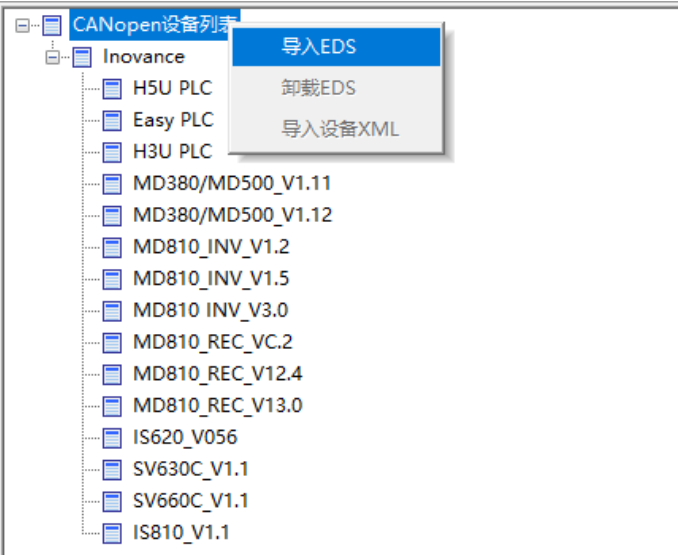 CANopen设备列表
导入EDS
Inovance
卸载EDS
H5U PLC
Easy PLC
导入设备XML
H3U PLC
MD380/MD500_V1.11
MD380/MD500_V1.12
MD810_INV_V1.2
MD810_INV_V1.5
MD810 INV_V3.0
MD810_REC_VC.2
MD810_REC_V12.4
MD810_REC_V13.0
IS620_V056
SV630C_V1.1
SV660C_V1.1
IS810_V1.1